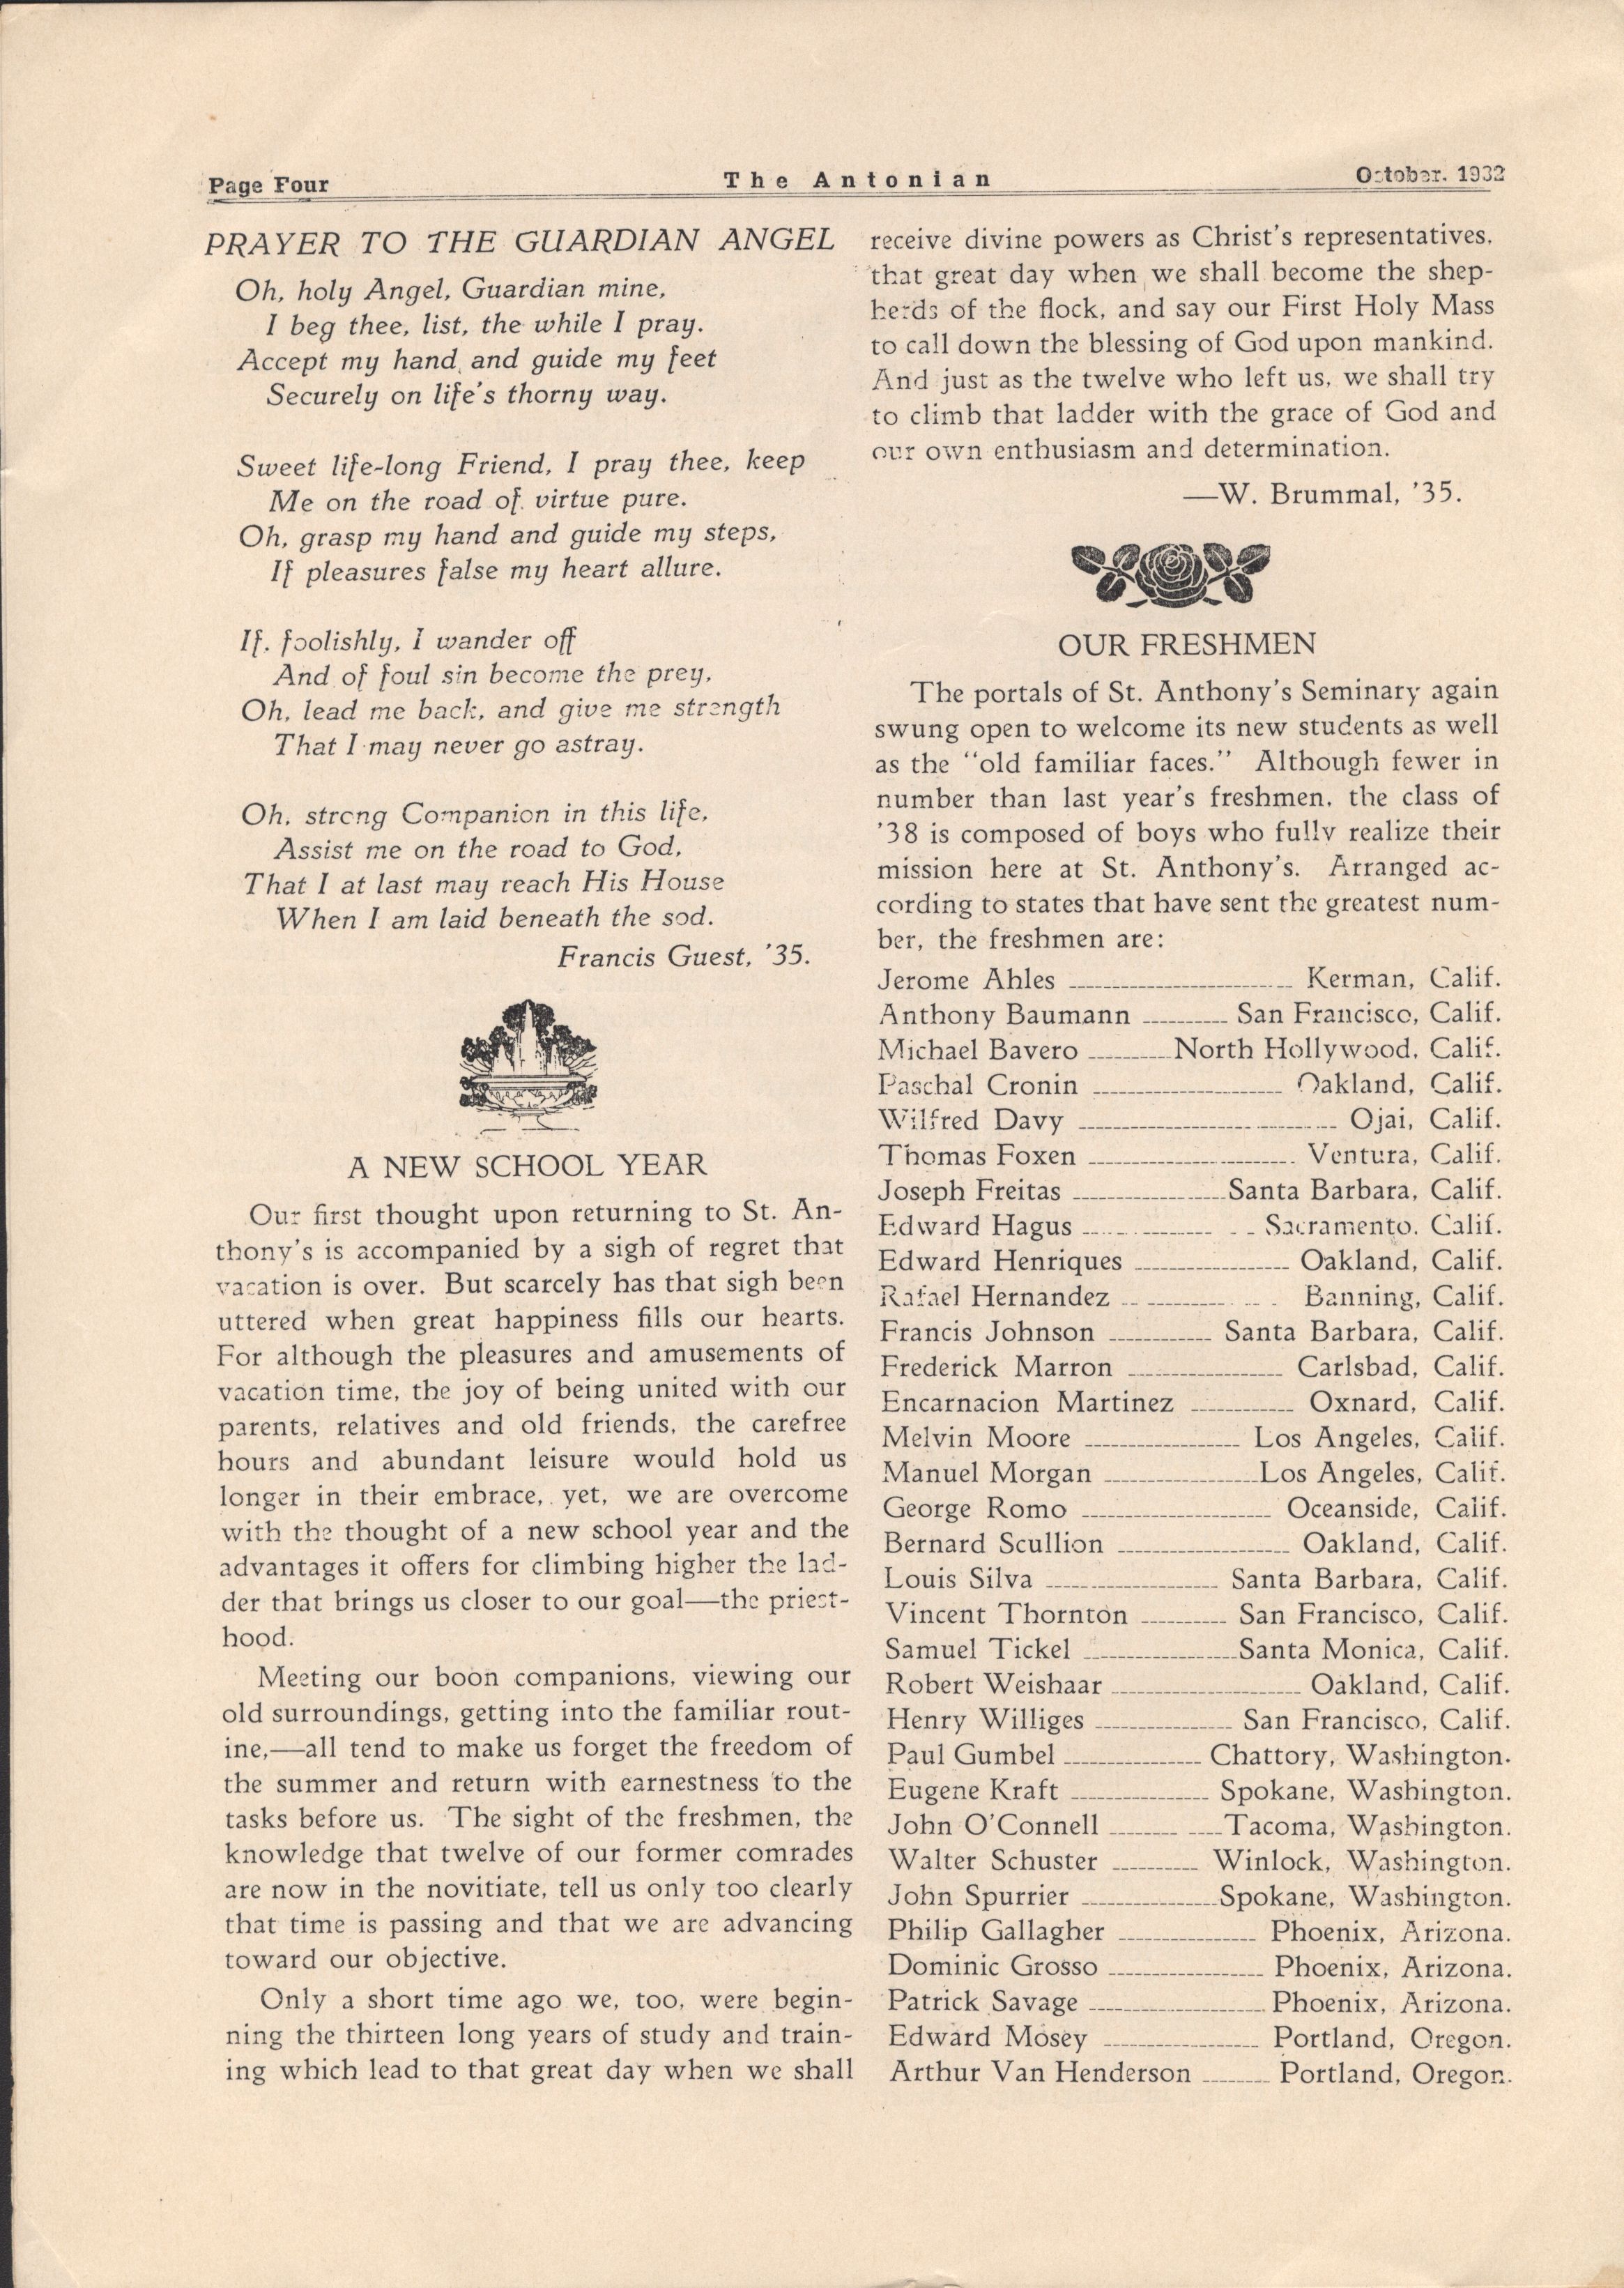 Page Four
The Antonian
October, 1932
PRAYER TO THE GUARDIAN ANGEL
Oh, holy Angel, Guardian mine,
I beg thee, list, the while I pray.
Accept my hand and guide my feet
Securely on life's thorny way.
Sweet life-long Friend, I pray thee, keep
Me on the road of virtue pure.
Oh, grasp my hand and guide my steps,
If pleasures false my heart allure.
If, foolishly, I wander off
And of foul sin become the prey,
Oh, lead me back, and give me strength
That I may never go astray.
Oh, strong Companion in this life,
Assist me on the road to God,
That I at last may reach His House
When I am laid beneath the sod.
Francis Guest, '35.
A NEW SCHOOL YEAR
Our first thought upon returning to St. An-
thony's is accompanied by a sigh of regret that
vacation is over. But scarcely has that sigh been
uttered when great happiness fills our hearts.
For although the pleasures and amusements of
vacation time, the joy of being united with our
parents, relatives and old friends, the carefree
hours and abundant leisure would hold us
longer in their embrace, yet, we are overcome
with the thought of a new school year and the
advantages it offers for climbing higher the lad-
der that brings us closer to our goal—the priest-
hood.
Meeting our boon companions, viewing our
old surroundings, getting into the familiar rout-
ine,—all tend to make us forget the freedom of
the summer and return with earnestness to the
tasks before us. The sight of the freshmen, the
knowledge that twelve of our former comrades
are now in the novitiate, tell us only too clearly
that time is passing and that we are advancing
toward our objective.
Only a short time ago we, too, were begin-
ning the thirteen long years of study and train-
ing which lead to that great day when we shall
receive divine powers as Christ's representatives,
that great day when we shall become the shep-
herds of the flock, and say our First Holy Mass
to call down the blessing of God upon mankind.
And just as the twelve who left us, we shall try
to climb that ladder with the grace of God and
our own enthusiasm and determination.
—W. Brummal, '35.
OUR FRESHMEN
The portals of St. Anthony's Seminary again
swung open to welcome its new students as well
as the "old familiar faces." Although fewer in
number than last year's freshmen, the class of
'38 is composed of boys who fully realize their
mission here at St. Anthony's. Arranged ac-
cording to states that have sent the greatest num-
ber, the freshmen are:
Jerome Ahles Kerman, Calif.
Anthony Baumann San Francisco, Calif.
Michael Bavero North Hollywood, Calif.
Paschal Cronin Oakland, Calif.
Wilfred Davy Ojai, Calif.
Thomas Foxen Ventura, Calif.
Joseph Freitas Santa Barbara, Calif.
Edward Hagus Sacramento, Calif.
Edward Henriques Oakland, Calif.
Rafael Hernandez Banning, Calif.
Francis Johnson Santa Barbara, Calif.
Frederick Marron Carlsbad, Calif.
Encarnacion Martinez Oxnard, Calif.
Melvin Moore Los Angeles, Calif.
Manuel Morgan Los Angeles, Calif.
George Romo Oceanside, Calif.
Bernard Scullion Oakland, Calif.
Louis Silva Santa Barbara, Calif.
Vincent Thornton San Francisco, Calif.
Samuel Tickel Santa Monica, Calif.
Robert Weishaar Oakland, Calif.
Henry Williges San Francisco, Calif.
Paul Gumbel Chattory, Washington.
Eugene Kraft Spokane, Washington.
John O'Connell Tacoma, Washington.
Walter Schuster Winlock, Washington.
John Spurrier Spokane, Washington.
Philip Gallagher Phoenix, Arizona.
Dominic Grosso Phoenix, Arizona.
Patrick Savage Phoenix, Arizona.
Edward Mosey Portland, Oregon.
Arthur Van Henderson Portland, Oregon.